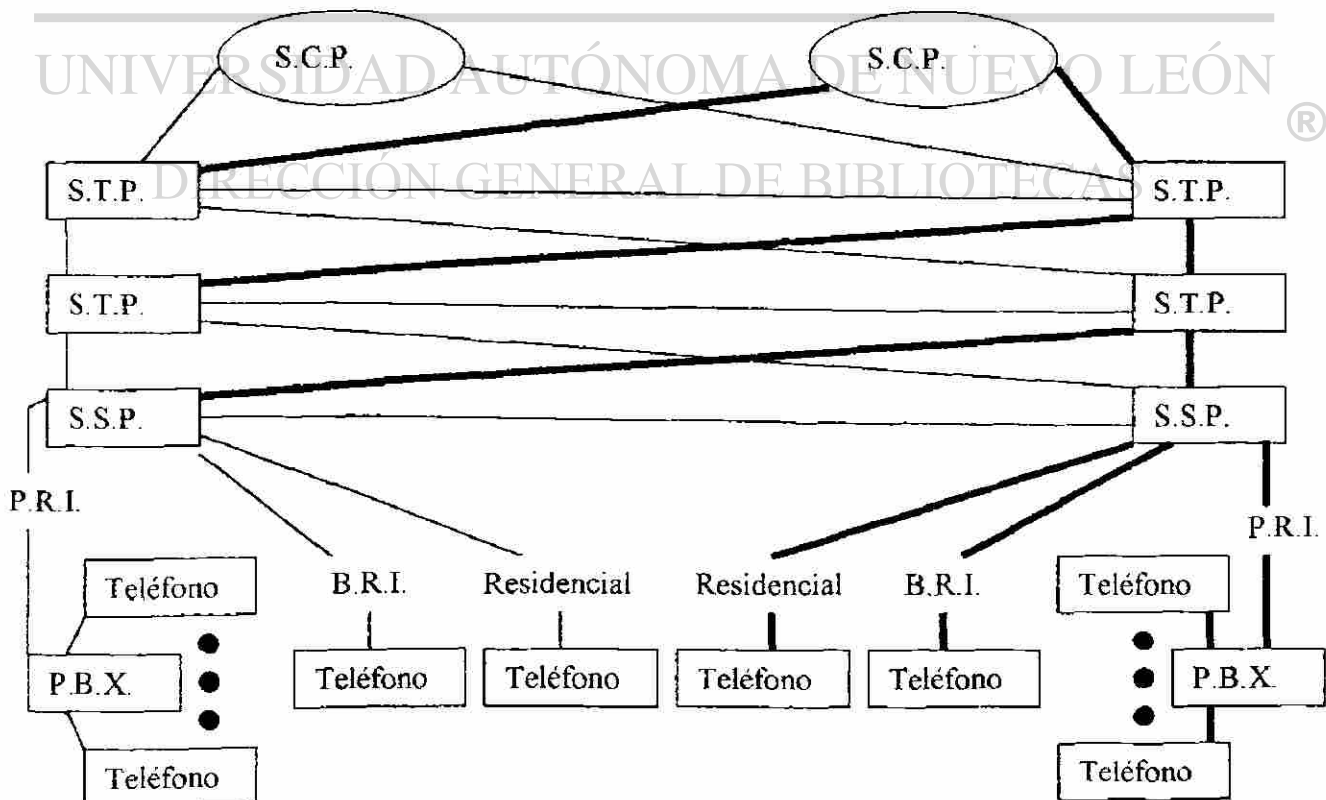 S.C.P. S.C.P.
UNIVERSIDAD AUTÓNOMA DE NUEVO LEÓN
®
DIRECCIÓN GENERAL DE BIBLIOTECAS
S.T.P. S.T.P.
S.T.P. S.T.P.
S.S.P. S.S.P.
P.R.I. P.R.I.
Teléfono B.R.I. Residencial Residencial B.R.I. Teléfono
P.B.X. Teléfono Teléfono Teléfono Teléfono P.B.X.
Teléfono Teléfono